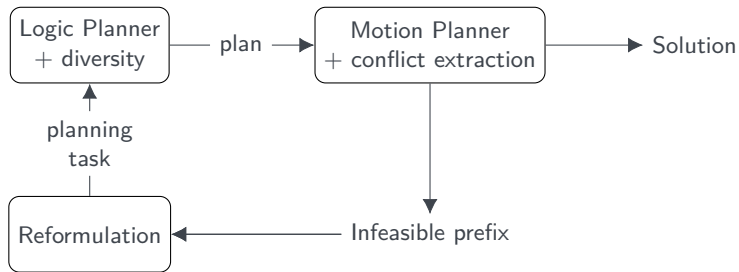 Logic Planner
+ diversity
plan
Motion Planner
+ conflict extraction
Solution
planning
task
Reformulation
Infeasible prefix